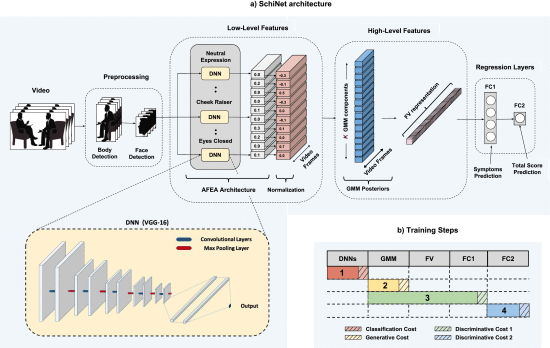 a) SchiNet architecture
Low-Level Features
High-Level Features
Regression Layers
Video
Preprocessing
Body
Detection
Face
Detection
Neutral
Expression
DNN
Cheek Raiser
DNN
Eyes Closed
DNN
AFEA Architecture
Normalization
Video
Frames
K GMM components
Video Frames
GMM Posteriors
FV representation
FC1
FC2
Symptoms
Prediction
Total Score
Prediction
DNN (VGG-16)
Convolutional Layers
Max Pooling Layer
Output
b) Training Steps
DNNs GMM FV FC1 FC2
1
2
3
4
Classification Cost
Discriminative Cost 1
Generative Cost
Discriminative Cost 2